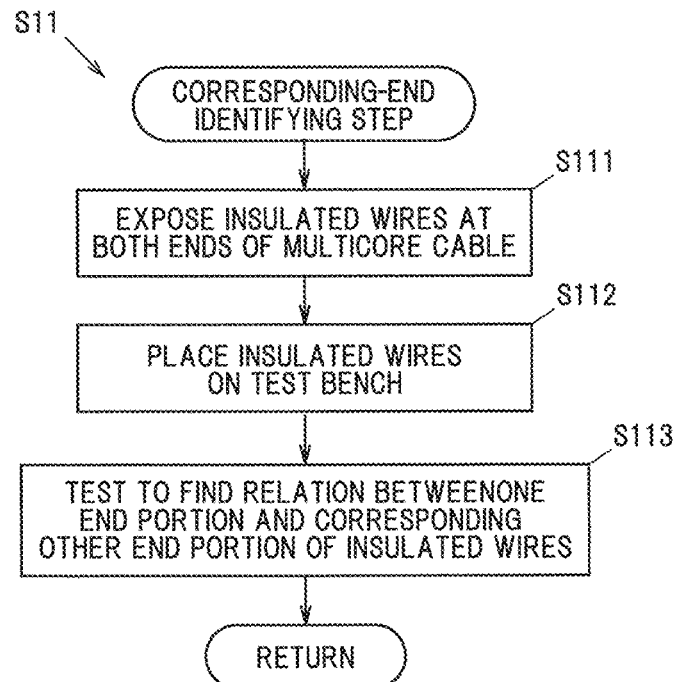 S11
CORRESPONDING-END
IDENTIFYING STEP
S111
EXPOSE INSULATED WIRES AT
BOTH ENDS OF MULTICORE CABLE
S112
PLACE INSULATED WIRES
ON TEST BENCH
S113
TEST TO FIND RELATION BETWEENONE
END PORTION AND CORRESPONDING
OTHER END PORTION OF INSULATED WIRES
RETURN